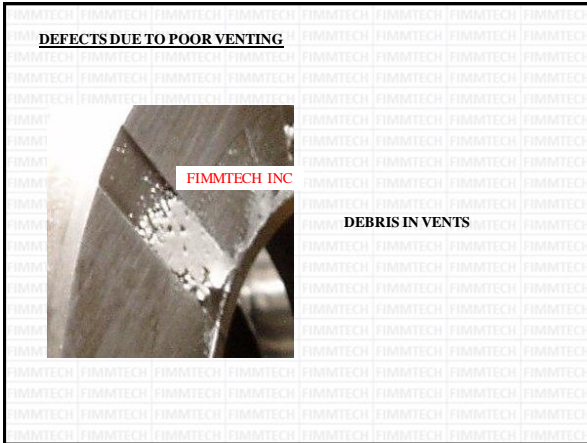 DEFECTS DUE TO POOR VENTING
FIMMTECH INC
DEBRIS IN VENTS